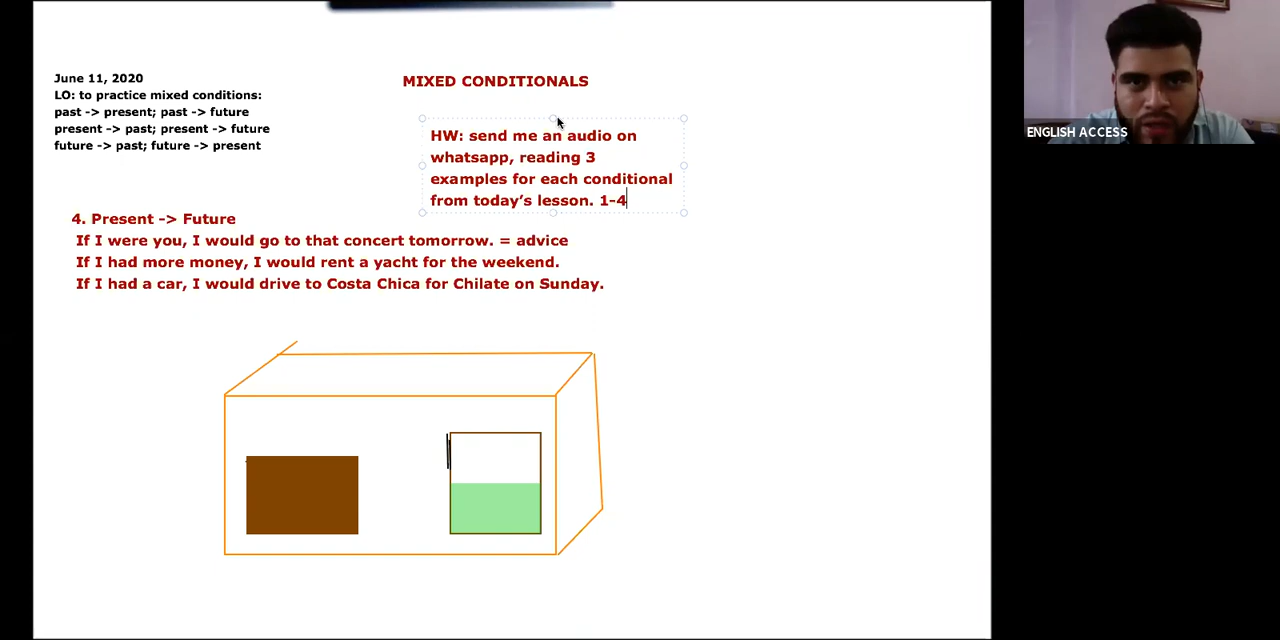 June 11, 2020
LO: to practice mixed conditions:
past -> present; past -> future
present -> past; present -> future
future -> past; future -> present
MIXED CONDITIONALS
HW: send me an audio on
whatsapp, reading 3
examples for each conditional
from today’s lesson. 1-4
4. Present -> Future
If I were you, I would go to that concert tomorrow. = advice
If I had more money, I would rent a yacht for the weekend.
If I had a car, I would drive to Costa Chica for Chilate on Sunday.
ENGLISH ACCESS